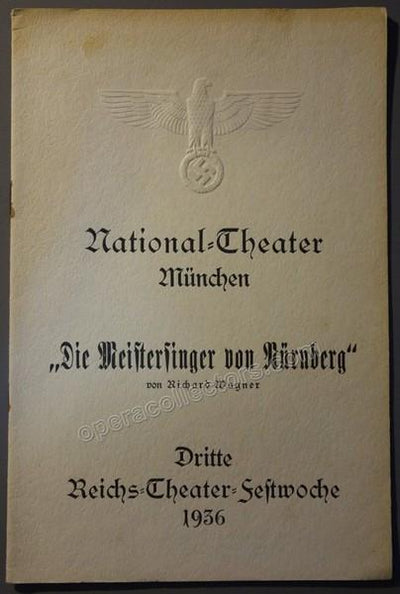 National=Theater
München
„Die Meistersinger von Nürnberg“
von Richard Wagner
operacollectors.com
Dritte
Reichs=Theater=Festwoche
1936